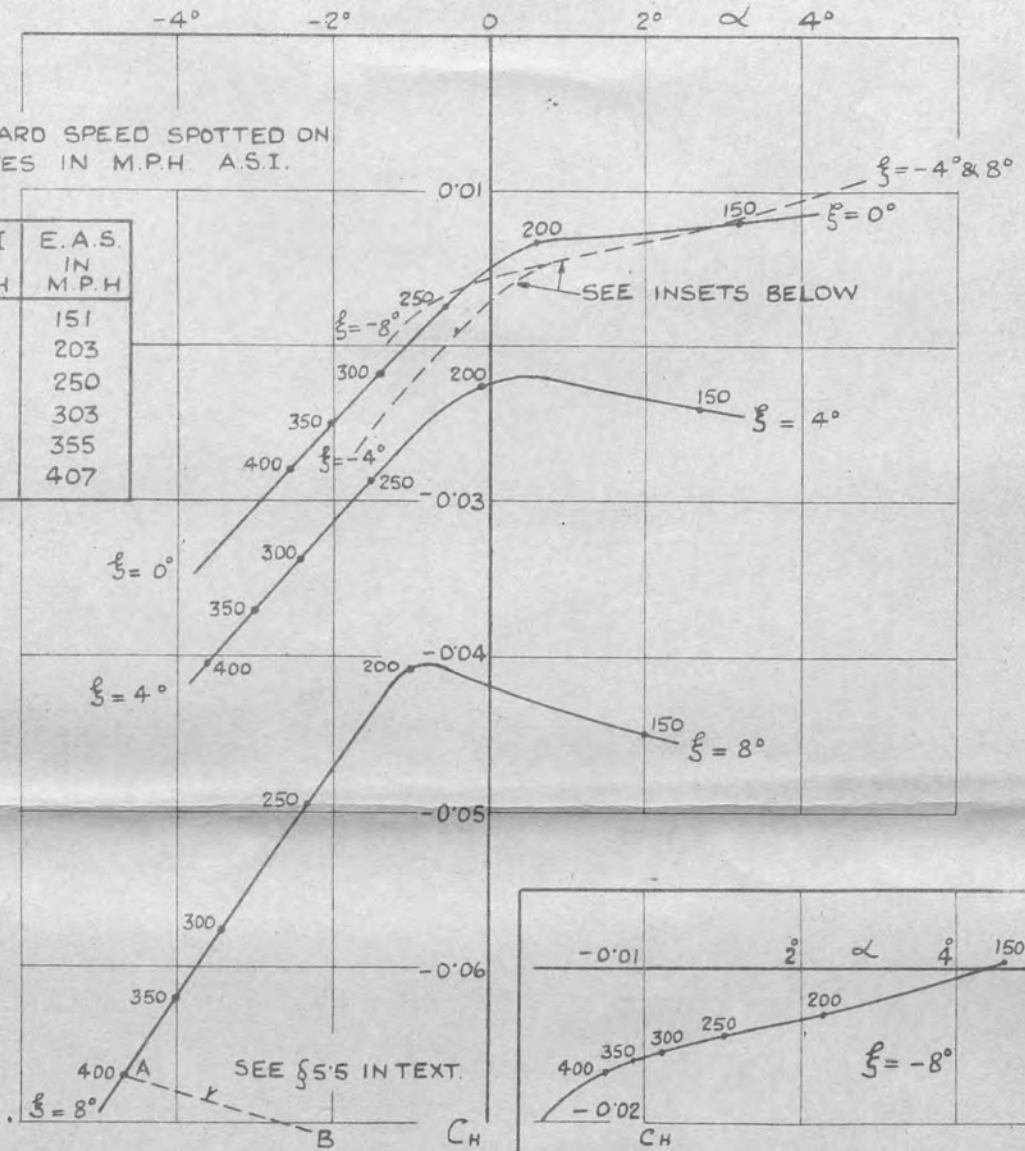 -4° -2° 0 2° α 4°
ARD SPEED SPOTTED ON
ES IN M.P.H A.S.I.
0·01
ξ=-4°&8°
150
ξ=0°
200
I E.A.S.
IN
H M.P.H
151
203
250
303
355
407
250
SEE INSETS BELOW
ξ=-8°
300
200
350
150
ξ= 4°
400
ξ=-4°
250
-0·03
300
ξ= 0°
350
400
-0·04
ξ=4°
200
150
ξ= 8°
250
-0·05
300
-0·06
350
400 A
SEE §5·5 IN TEXT.
ξ=8°
B
CH
-0·01 2° α 4° 150
200
250
300
350
400
ξ= -8°
-0·02
CH